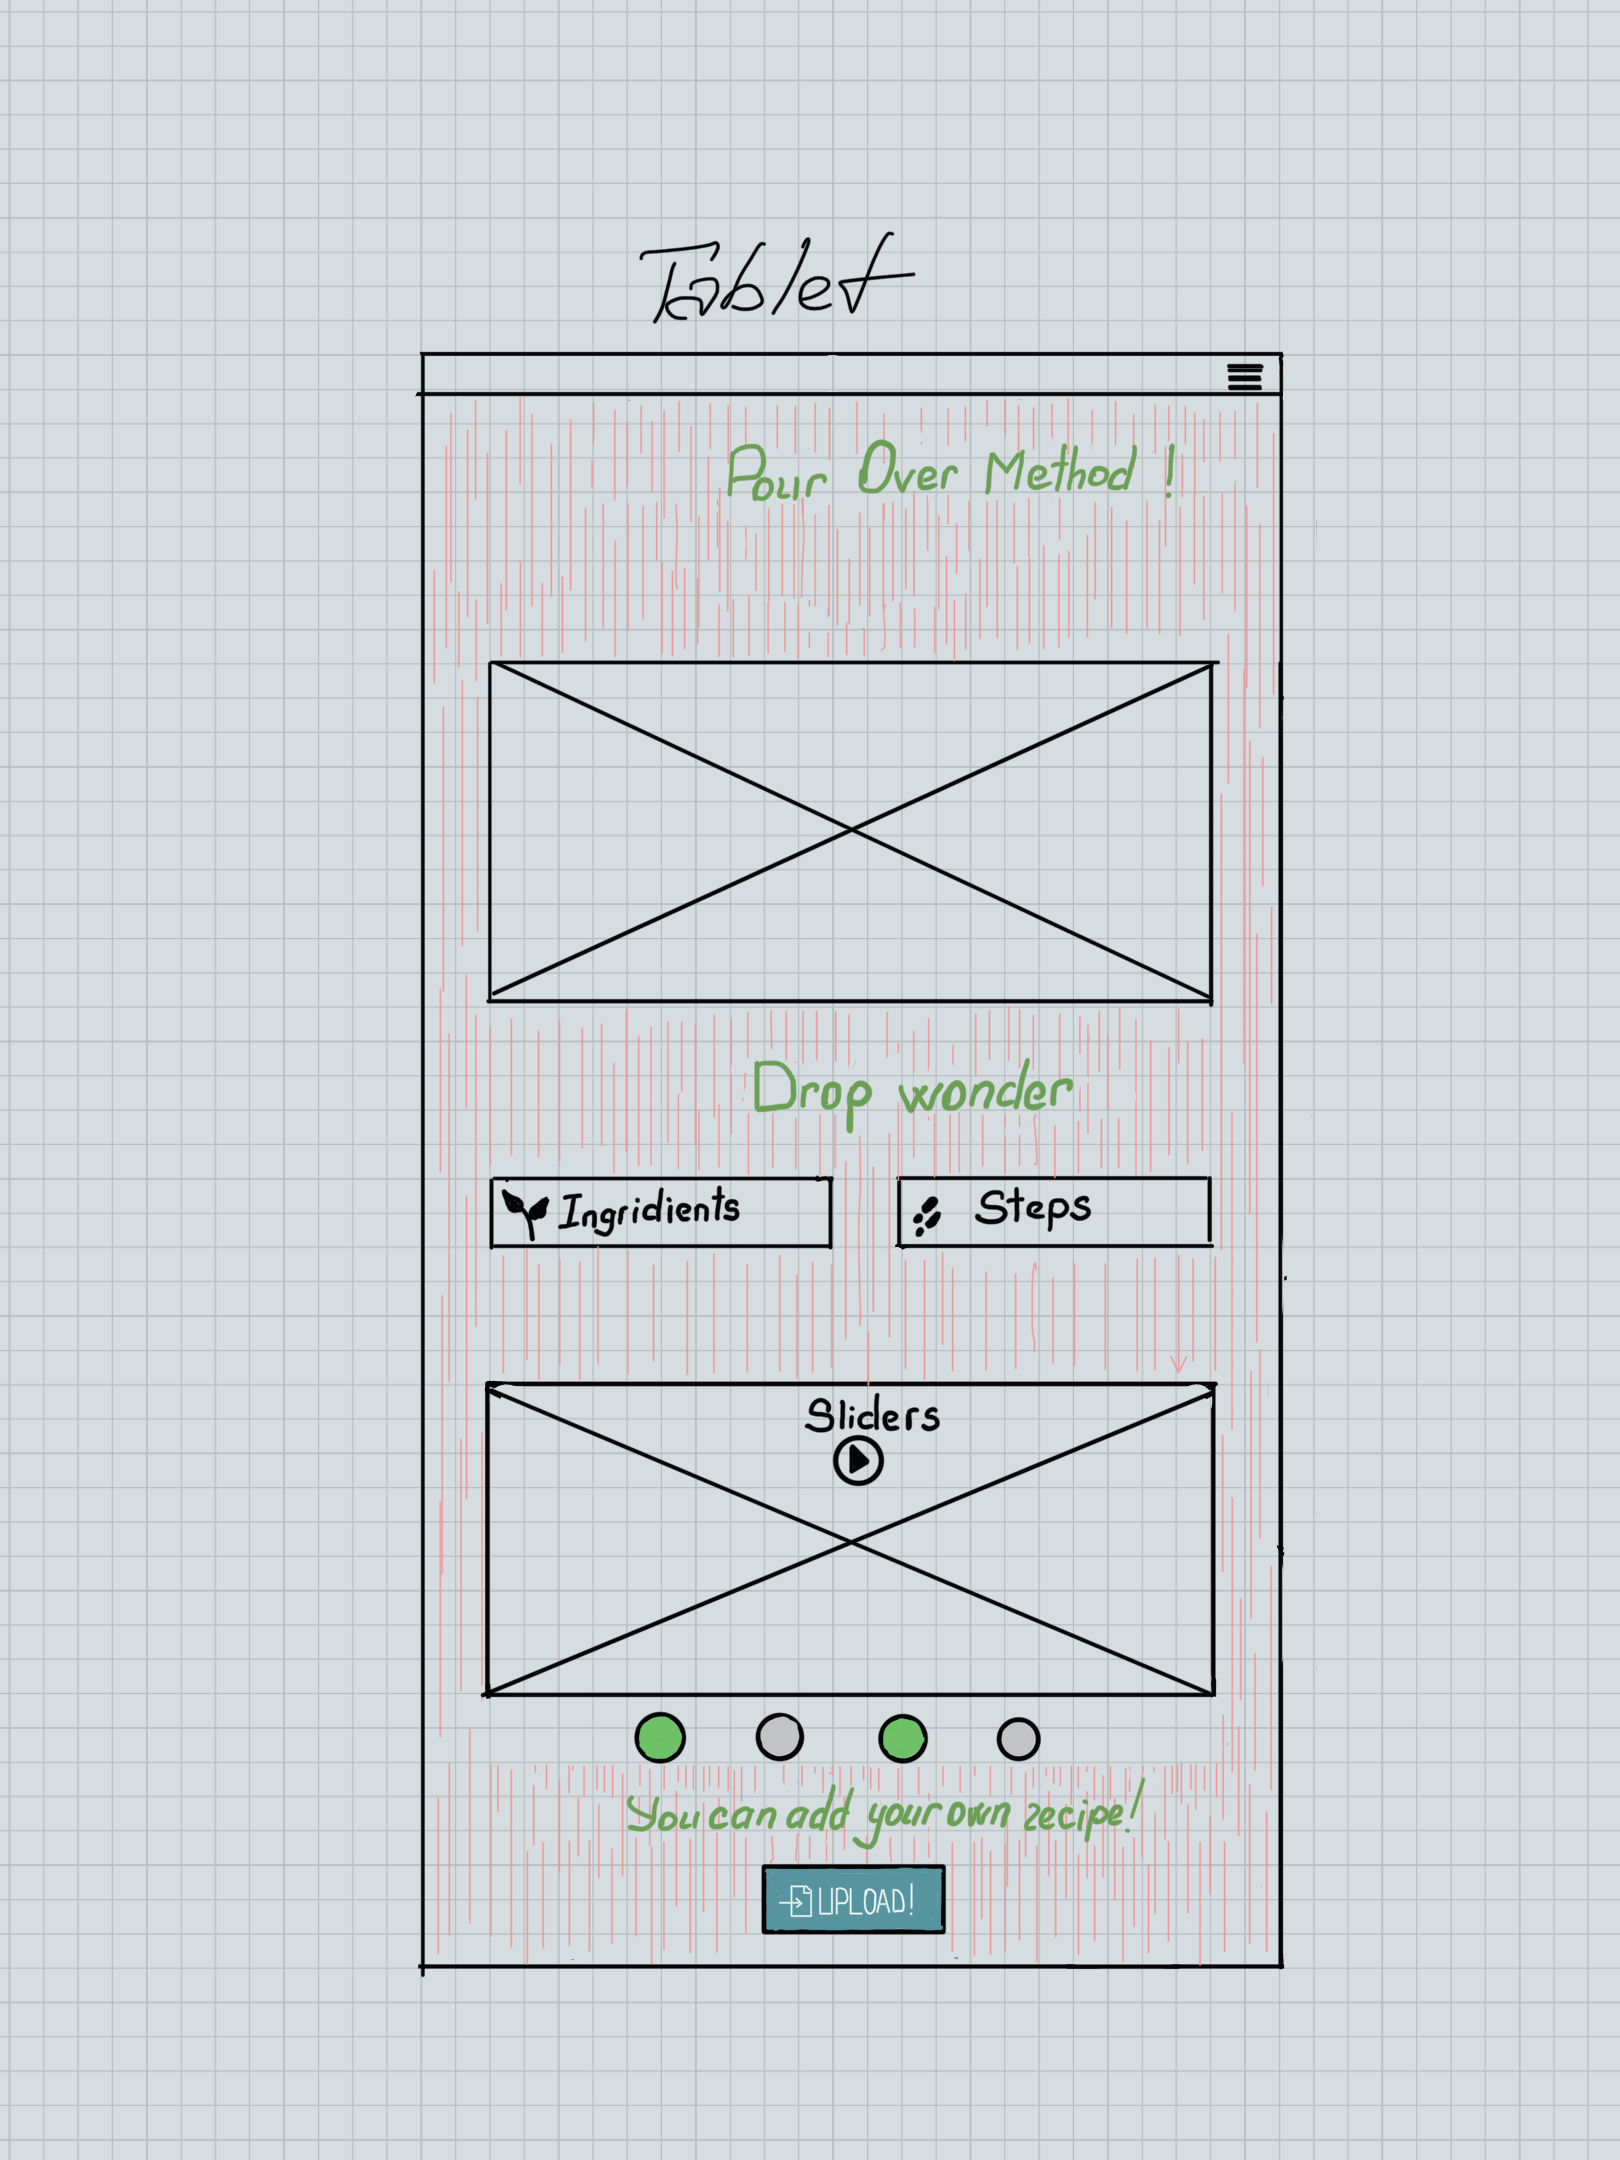 Tablet
Pour Over Method !
Drop wonder
Ingridients
Steps
Sliders
You can add your own recipe!
UPLOAD!